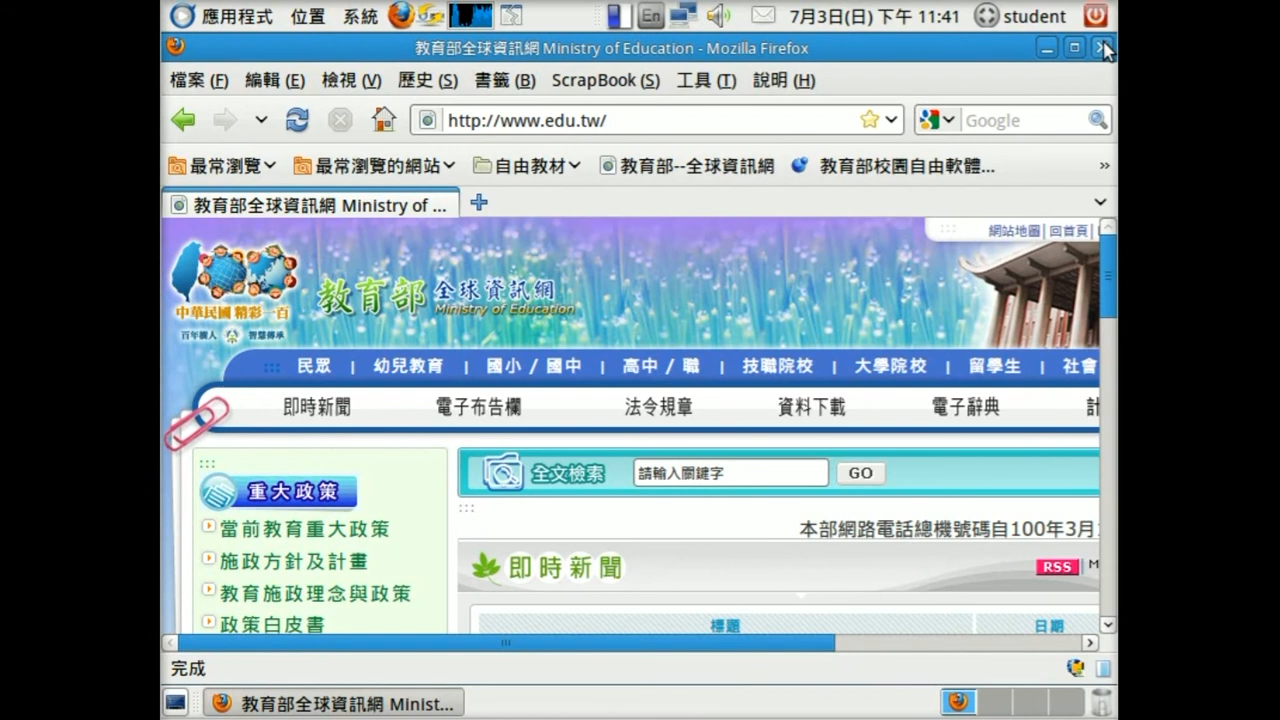 應用程式 位置 系統 En 7月3日(日) 下午 11:41 student
教育部全球資訊網 Ministry of Education - Mozilla Firefox
檔案 (F) 編輯 (E) 檢視 (V) 歷史 (S) 書籤 (B) ScrapBook (S) 工具 (T) 說明 (H)
http://www.edu.tw/ Google
最常瀏覽 最常瀏覽的網站 自由教材 教育部--全球資訊網 教育部校園自由軟體... »
教育部全球資訊網 Ministry of ...
網站地圖| 回首頁|
教育部 全球資訊網
Ministry of Education
中華民國 精彩一百
百年樹人 智慧傳承
民眾 | 幼兒教育 | 國小 / 國中 | 高中 / 職 | 技職院校 | 大學院校 | 留學生 | 社會
即時新聞 電子布告欄 法令規章 資料下載 電子辭典 計
全文檢索 請輸入關鍵字 GO
重大政策
本部網路電話總機號碼自100年3月
當前教育重大政策
施政方針及計畫
教育施政理念與政策
政策白皮書
即時新聞 RSS | M
標題 日期
完成
教育部全球資訊網 Minist...